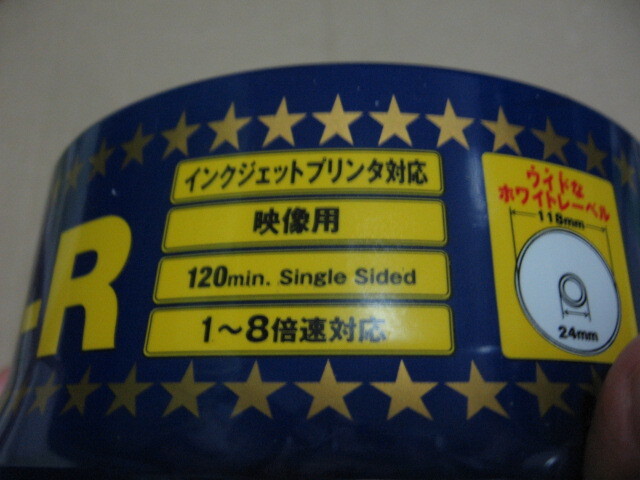 -R
インクジェットプリンタ対応
映像用
120min. Single Sided
1～8倍速対応
ワイドな
ホワイトレーベル
118mm
24mm